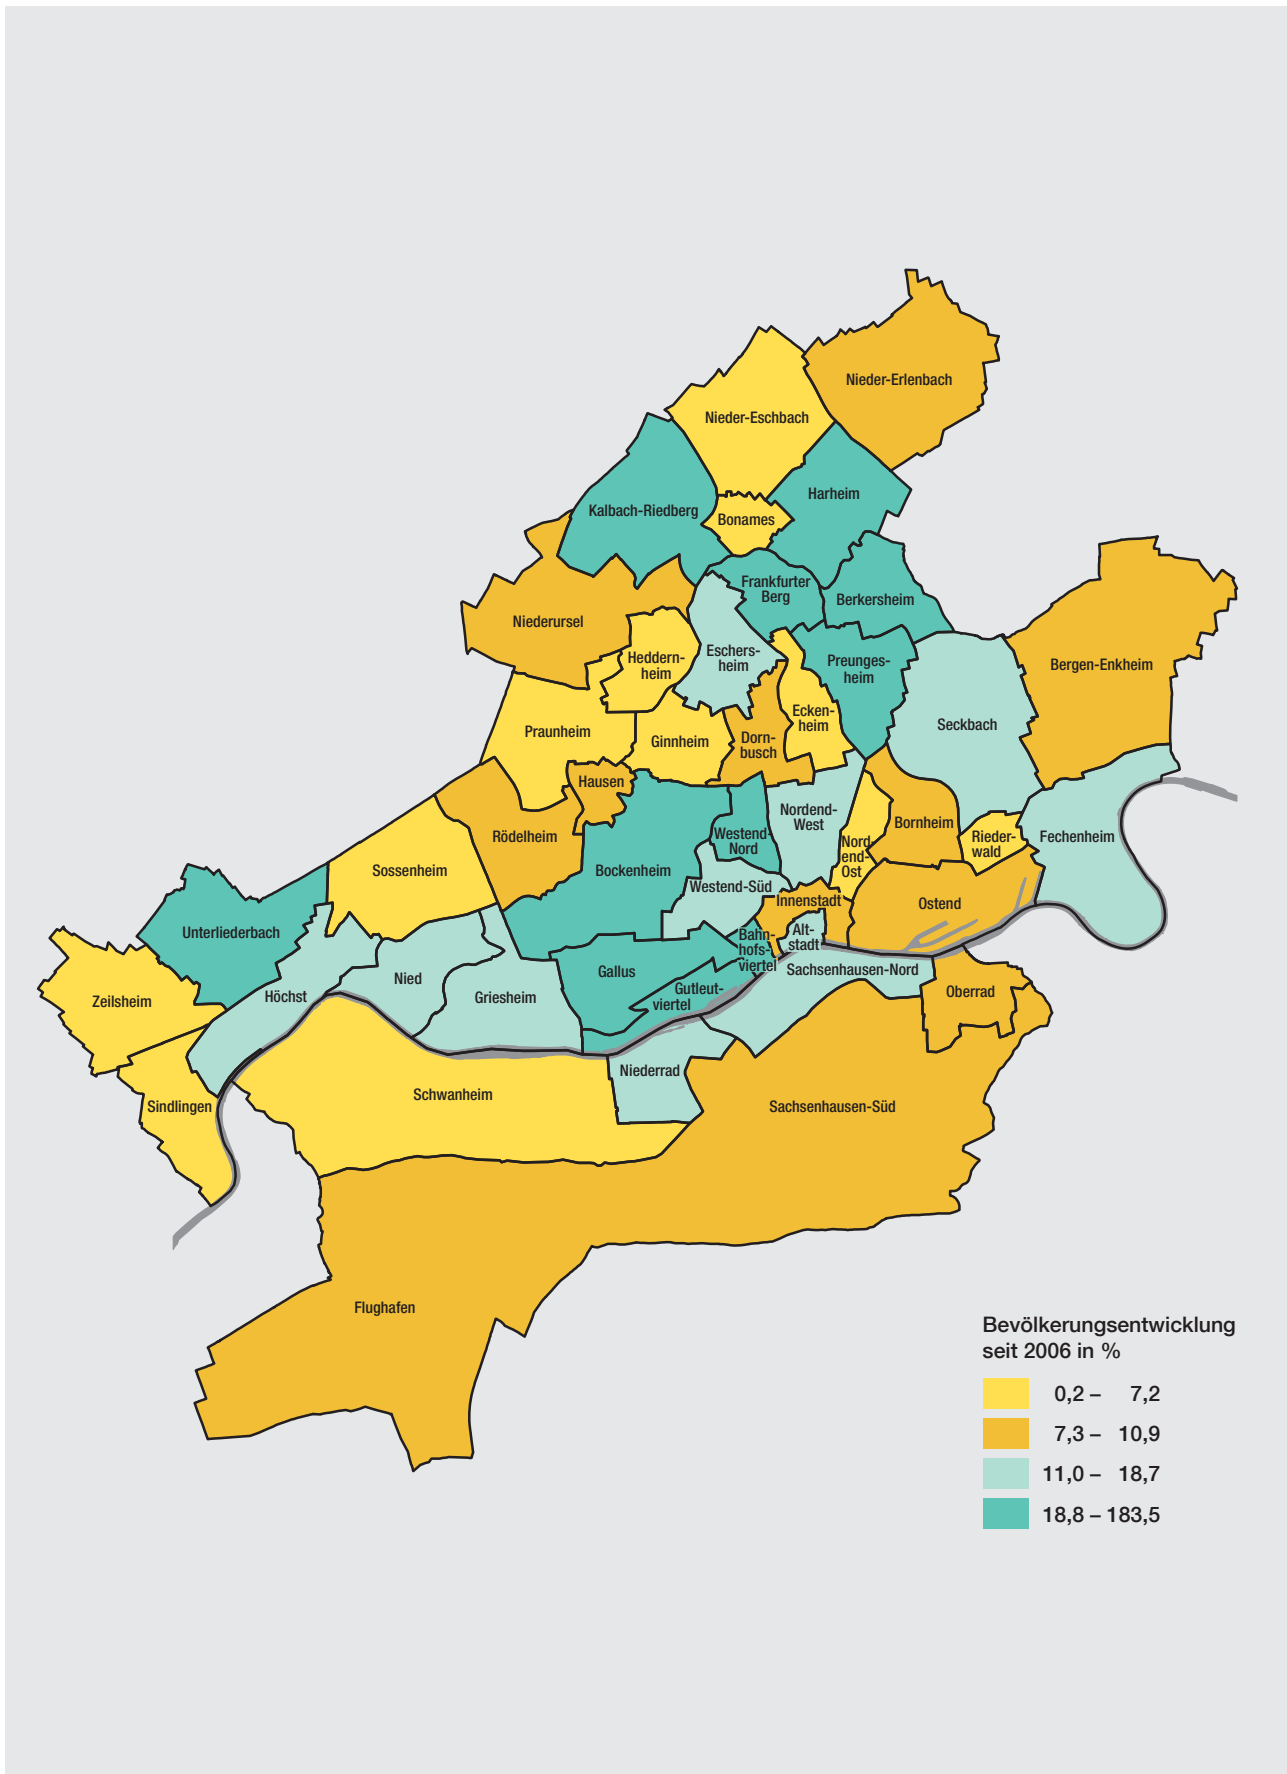 Nieder-Erlenbach
Nieder-Eschbach
Harheim
Kalbach-Riedberg
Bonames
Frankfurter
Berg
Berkersheim
Niederursel
Heddern-
heim
Eschers-
heim
Preunges-
heim
Bergen-Enkheim
Ecken-
heim
Seckbach
Praunheim
Ginnheim
Dorn-
busch
Hausen
Nordend-
West
Bornheim
Rieder-
wald
Fechenheim
Rödelheim
Westend-
Nord
Nord
end-
Ost
Sossenheim
Bockenheim
Westend-Süd
Innenstadt
Ostend
Unterliederbach
Bahn-
hofs-
viertel
Alt-
stadt
Gallus
Sachsenhausen-Nord
Nied
Zeilsheim
Höchst
Griesheim
Gutleut-
viertel
Oberrad
Niederrad
Schwanheim
Sindlingen
Sachsenhausen-Süd
Flughafen
Bevölkerungsentwicklung
seit 2006 in %
0,2 – 7,2
7,3 – 10,9
11,0 – 18,7
18,8 – 183,5